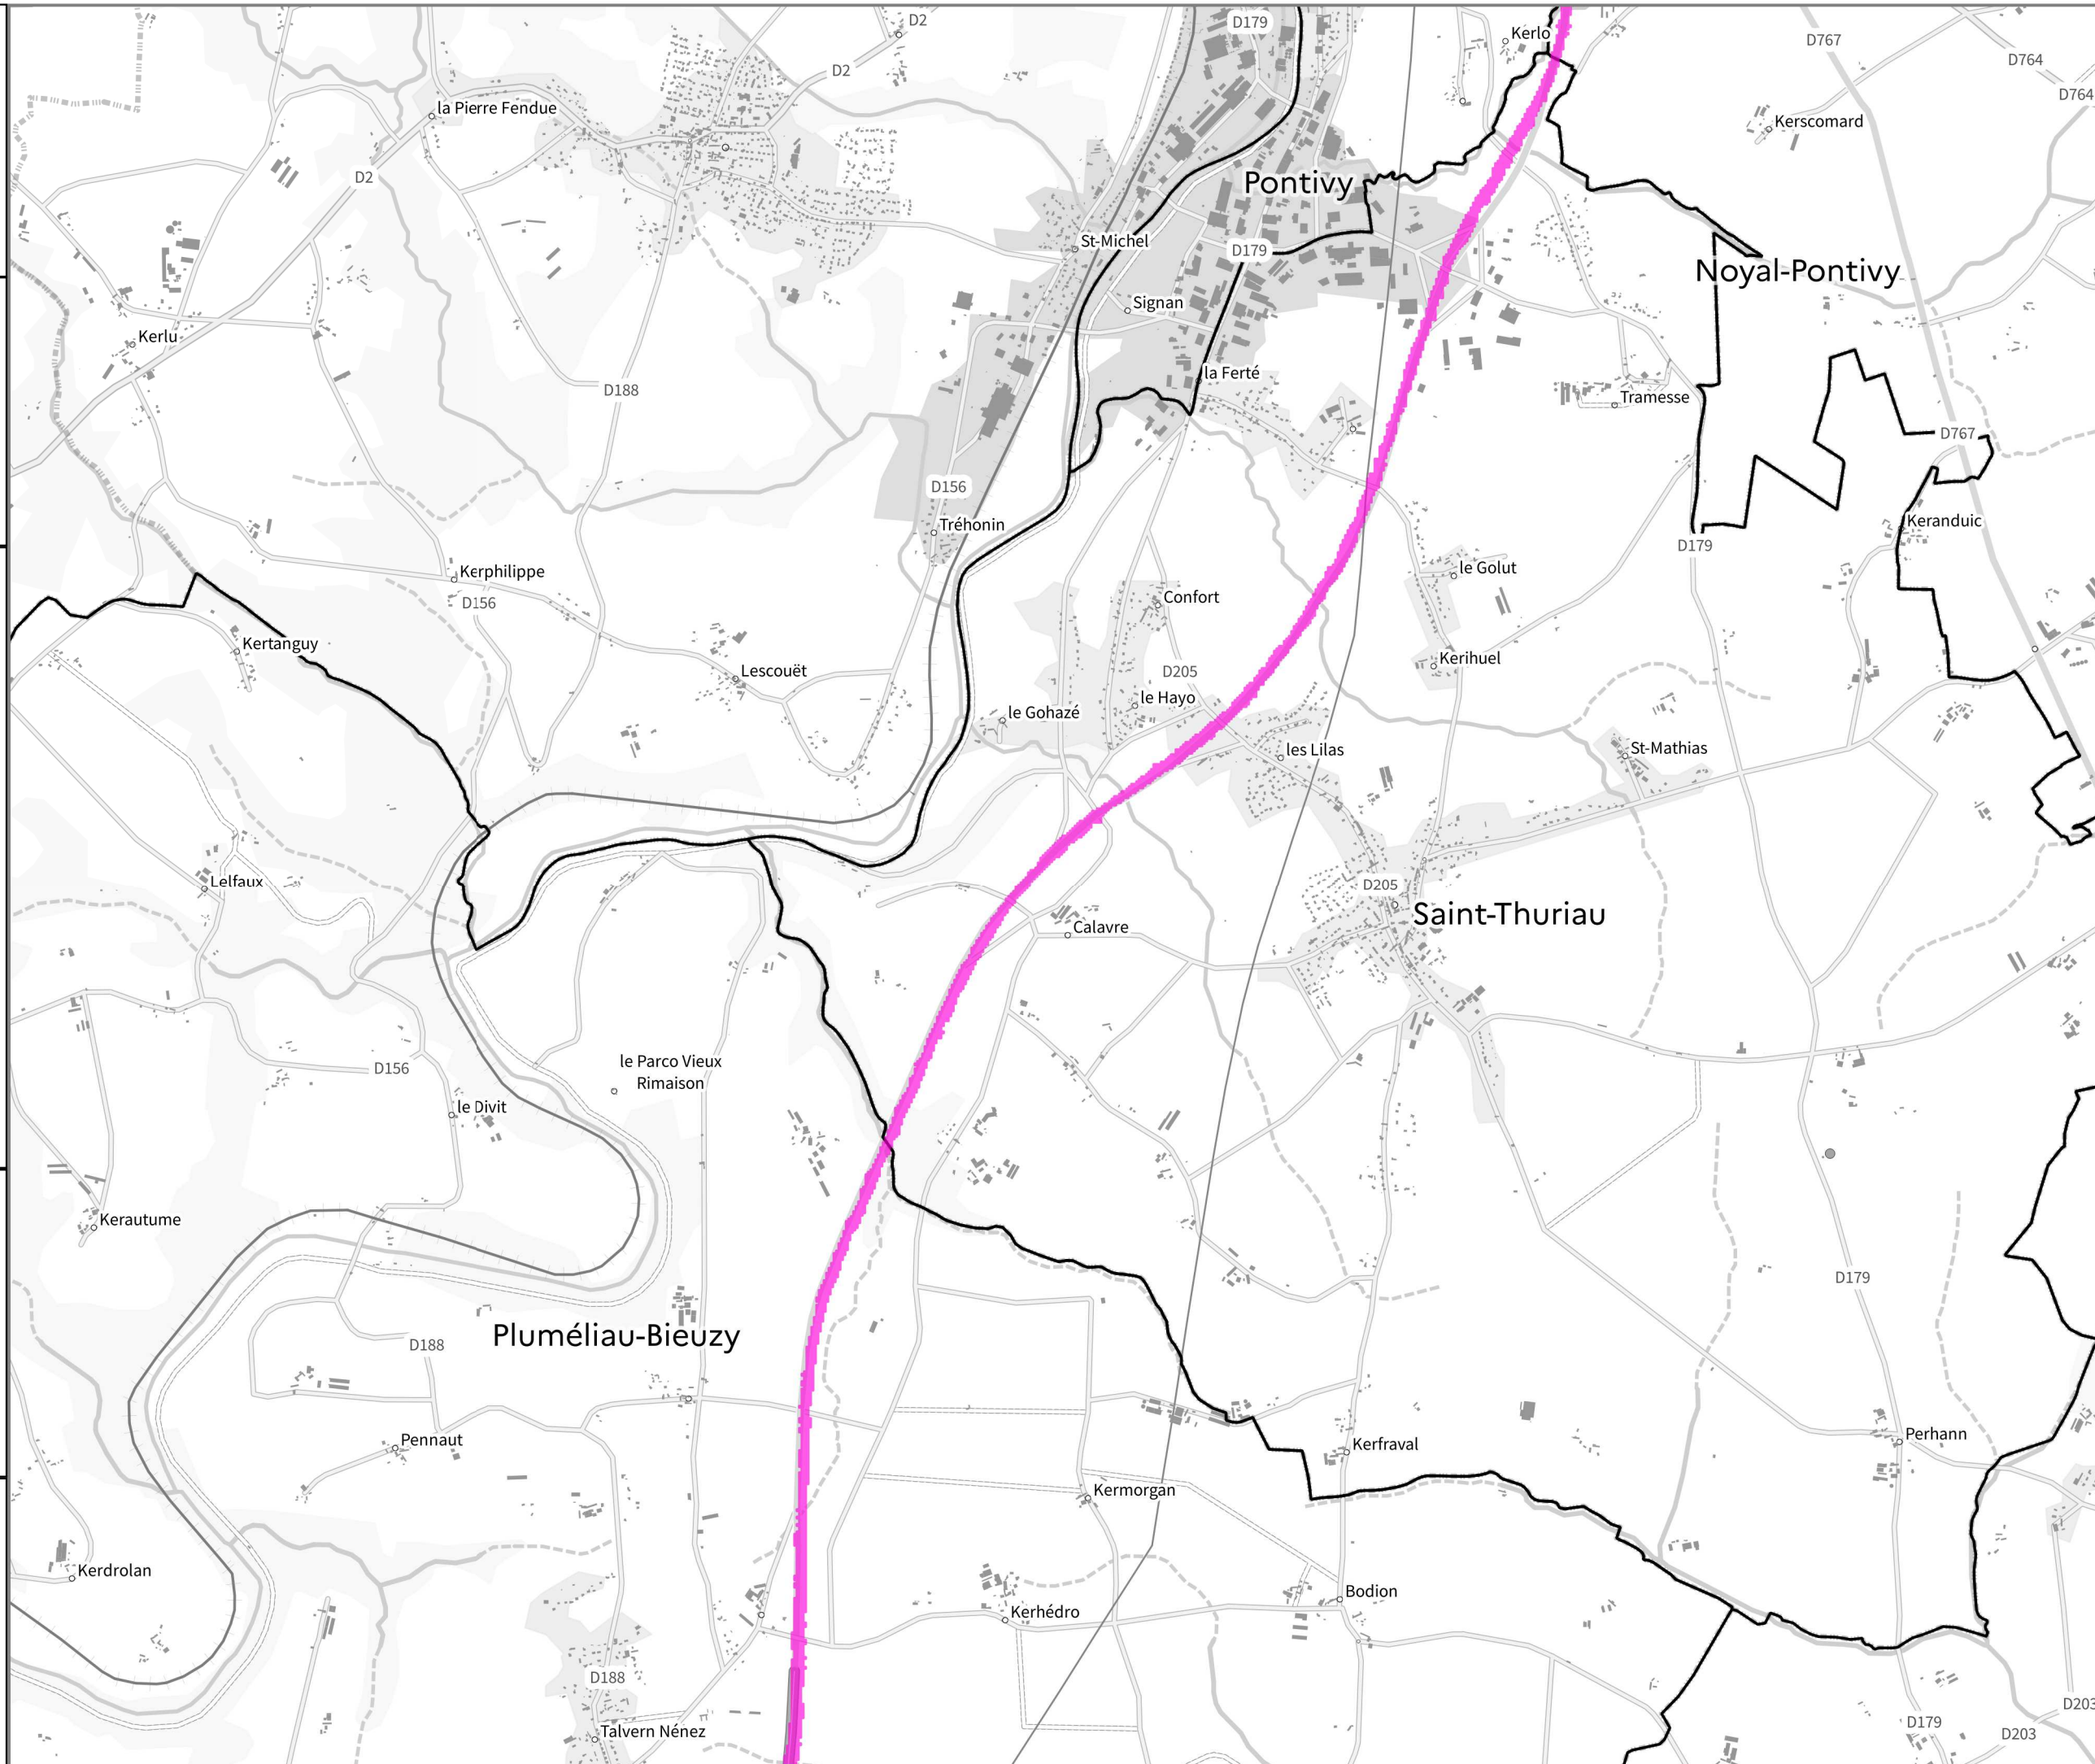 D2
D179
Kerlo
D767
D764
D2
D764
la Pierre Fendue
Kerscomard
D2
Pontivy
St-Michel
D179
Noyal-Pontivy
Signan
Kerlu
la Ferté
D188
Tramesse
D767
D156
Tréhonin
Keranduic
D179
Kerphilippe
le Golut
D156
Confort
Kertanguy
Kerihuel
Lescouët
D205
le Hayo
le Gohazé
les Lilas
St-Mathias
Lelfaux
D205
Saint-Thuriau
Calavre
le Parco Vieux
Rimaison
D156
le Divit
Kerautume
D179
Pluméliau-Bieuzy
D188
Perhann
Pennaut
Kerfraval
Kermorgan
Kerdrolan
Bodion
Kerhédro
D188
D203
D179
Talvern Nénez
D203